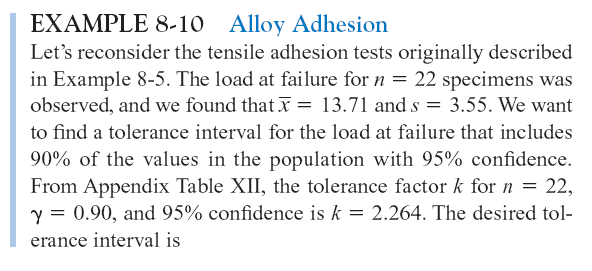 EXAMPLE 8-10 Alloy Adhesion
Let’s reconsider the tensile adhesion tests originally described
in Example 8-5. The load at failure for n = 22 specimens was
observed, and we found that x̅ = 13.71 and s = 3.55. We want
to find a tolerance interval for the load at failure that includes
90% of the values in the population with 95% confidence.
From Appendix Table XII, the tolerance factor k for n = 22,
γ = 0.90, and 95% confidence is k = 2.264. The desired tol-
erance interval is